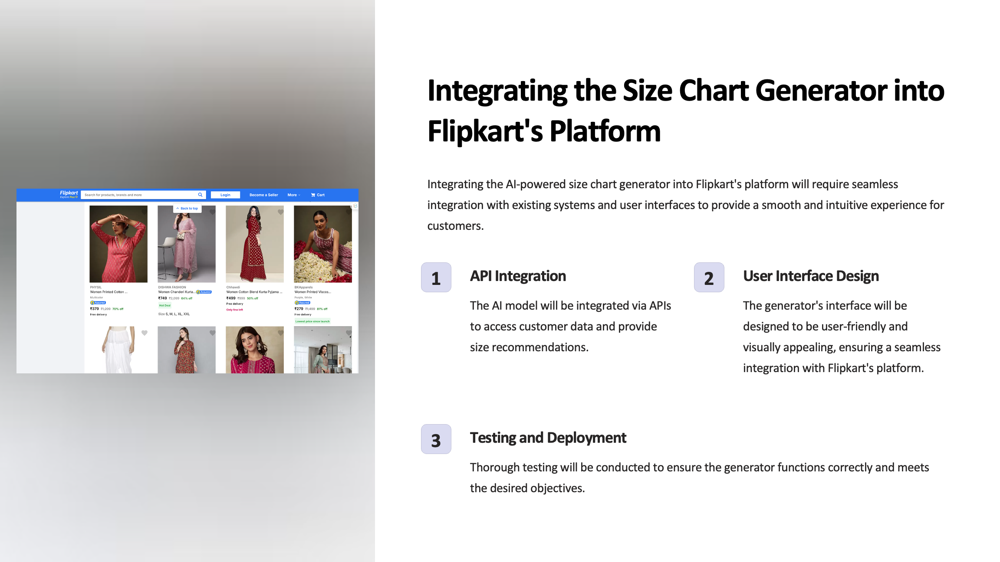 Flipkart
Explore Plus
Search for products, brands and more
Login
Become a Seller
More
Cart
Back to top
PHYSIL
Women Printed Cotton ...
Multicolor
Assured
₹379 ₹1,299 70% off
Free delivery
DISHWA FASHION
Women Chanderi Kurta...
Assured
₹749 ₹2,099 64% off
Hot Deal
Size S, M, L, XL, XXL
Chhawdi
Women Cotton Blend Kurta Pyjama ...
₹499 ₹999 50% off
Free delivery
Only few left
BKApparels
Women Printed Viscos...
Purple, White
Assured
₹279 ₹1,499 81% off
Free delivery
Lowest price since launch
Integrating the Size Chart Generator into
Flipkart's Platform
Integrating the AI-powered size chart generator into Flipkart's platform will require seamless
integration with existing systems and user interfaces to provide a smooth and intuitive experience for
customers.
1
API Integration
The AI model will be integrated via APIs
to access customer data and provide
size recommendations.
2
User Interface Design
The generator's interface will be
designed to be user-friendly and
visually appealing, ensuring a seamless
integration with Flipkart's platform.
3
Testing and Deployment
Thorough testing will be conducted to ensure the generator functions correctly and meets
the desired objectives.